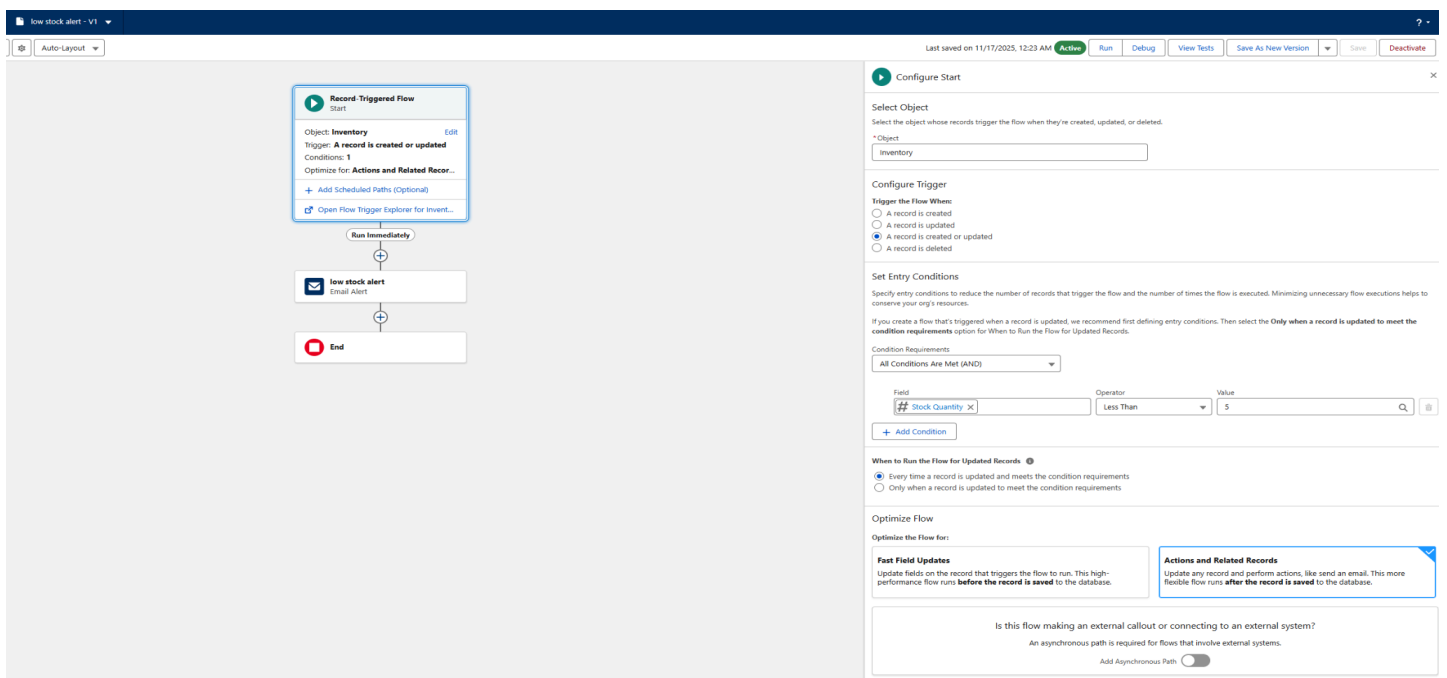 low stock alert - V1
?
Auto-Layout
Last saved on 11/17/2025, 12:23 AM Active Run Debug View Tests Save As New Version Save Deactivate
Record-Triggered Flow
Start
Object: Inventory Edit
Trigger: A record is created or updated
Conditions: 1
Optimize for: Actions and Related Recor...
+ Add Scheduled Paths (Optional)
Open Flow Trigger Explorer for Invent...
Run Immediately
low stock alert
Email Alert
End
Configure Start
Select Object
Select the object whose records trigger the flow when they're created, updated, or deleted.
*Object
Inventory
Configure Trigger
Trigger the Flow When:
A record is created
A record is updated
A record is created or updated
A record is deleted
Set Entry Conditions
Specify entry conditions to reduce the number of records that trigger the flow and the number of times the flow is executed. Minimizing unnecessary flow executions helps to
conserve your org's resources.
If you create a flow that's triggered when a record is updated, we recommend first defining entry conditions. Then select the Only when a record is updated to meet the
condition requirements option for When to Run the Flow for Updated Records.
Condition Requirements
All Conditions Are Met (AND)
Field Operator Value
# Stock Quantity Less Than 5
+ Add Condition
When to Run the Flow for Updated Records
Every time a record is updated and meets the condition requirements
Only when a record is updated to meet the condition requirements
Optimize Flow
Optimize the Flow for:
Fast Field Updates
Update fields on the record that triggers the flow to run. This high-
performance flow runs before the record is saved to the database.
Actions and Related Records
Update any record and perform actions, like send an email. This more
flexible flow runs after the record is saved to the database.
Is this flow making an external callout or connecting to an external system?
An asynchronous path is required for flows that involve external systems.
Add Asynchronous Path